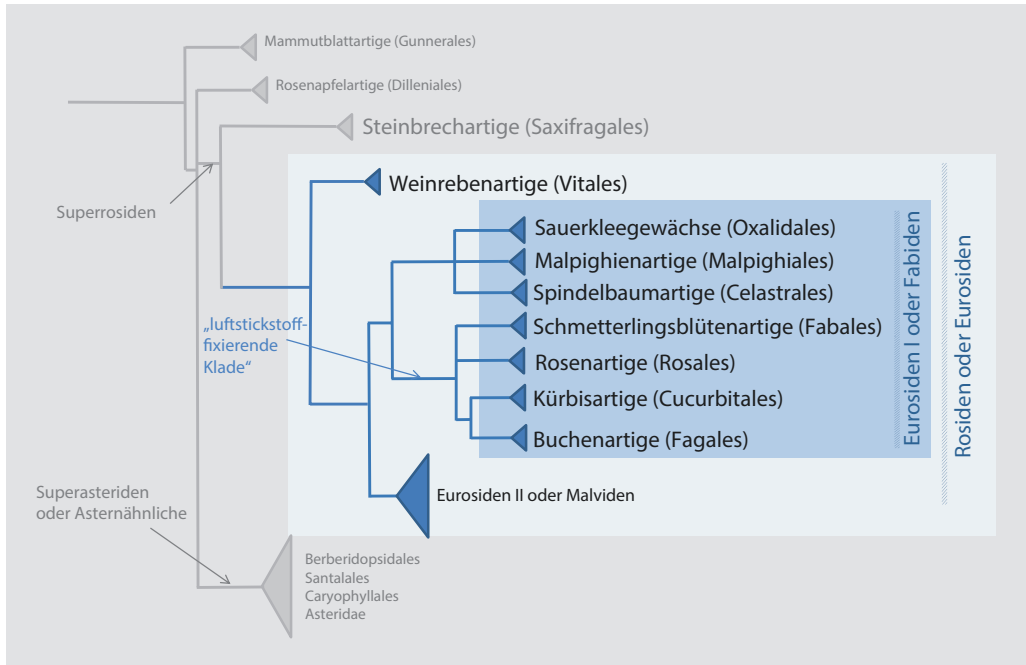 Mammutblattartige (Gunnerales)
Rosenapfelartige (Dilleniales)
Steinbrechartige (Saxifragales)
Weinrebenartige (Vitales)
Superrosiden
Sauerkleegewächse (Oxalidales)
Malpighienartige (Malpighiales)
Spindelbaumartige (Celastrales)
„luftstickstoff-
fixierende
Klade“
Schmetterlingsblütenartige (Fabales)
Rosenartige (Rosales)
Kürbisartige (Cucurbitales)
Buchenartige (Fagales)
Eurosiden I oder Fabiden
Rosiden oder Eurosiden
Eurosiden II oder Malviden
Superasteriden
oder Asternähnliche
Berberidopsidales
Santalales
Caryophyllales
Asteridae